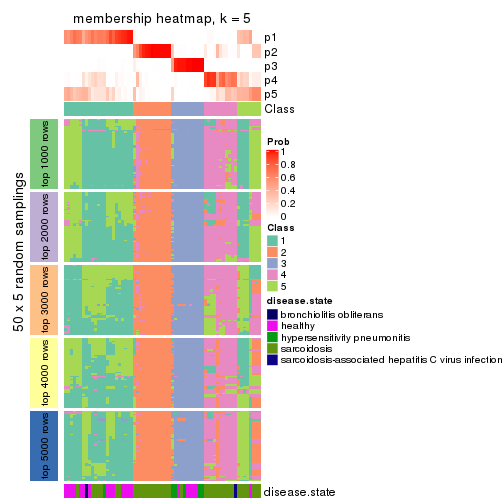 membership heatmap, k = 5
p1
p2
p3
p4
p5
Class
50 x 5 random samplings
top 1000 rows
top 2000 rows
top 3000 rows
top 4000 rows
top 5000 rows
disease.state
Prob
1
0.8
0.6
0.4
0.2
0
Class
1
2
3
4
5
disease.state
bronchiolitis obliterans
healthy
hypersensitivity pneumonitis
sarcoidosis
sarcoidosis-associated hepatitis C virus infection